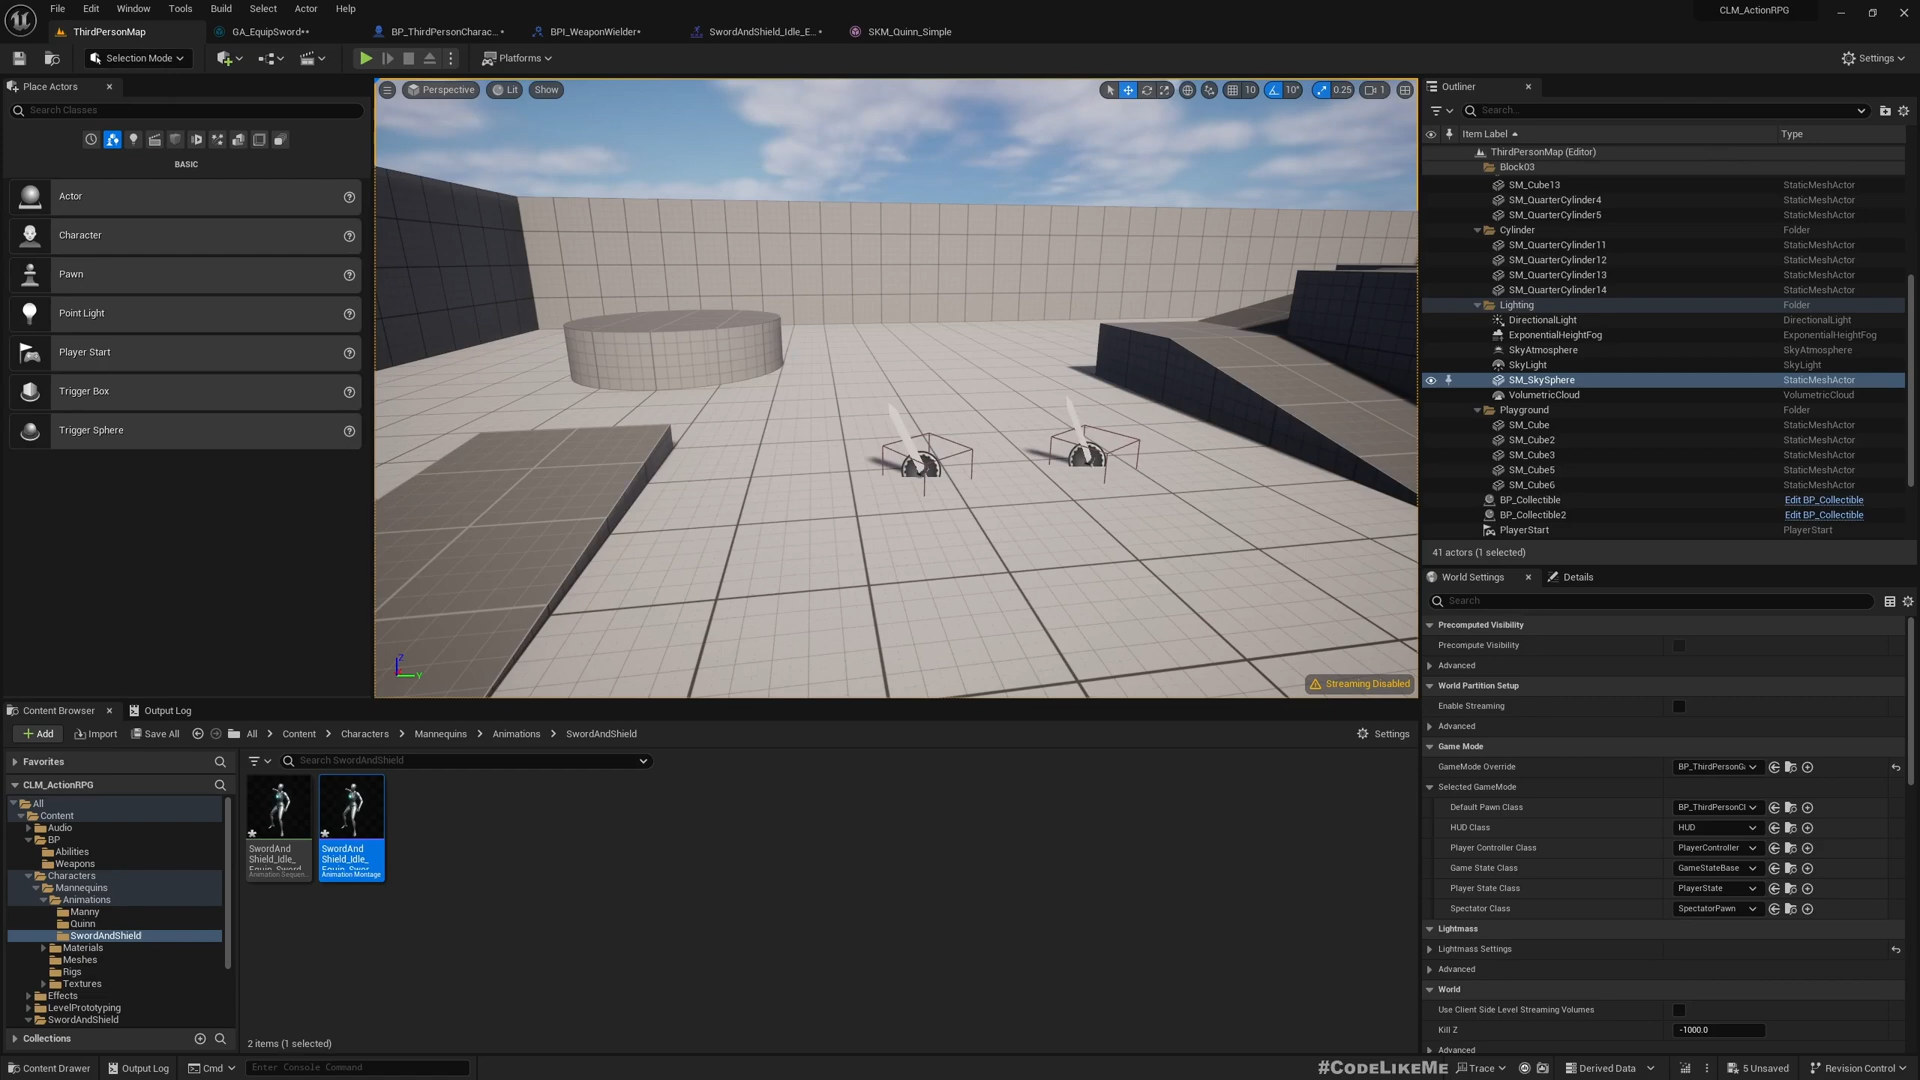 File Edit Window Tools Build Select Actor Help
CLM_ActionRPG
ThirdPersonMap
GA_EquipSword**
BP_ThirdPersonCharac...*
BPI_WeaponWielder*
SwordAndShield_Idle_E...*
SKM_Quinn_Simple
Selection Mode
Platforms
Settings
Place Actors
Search Classes
BASIC
Actor
Character
Pawn
Point Light
Player Start
Trigger Box
Trigger Sphere
Perspective
Lit
Show
10
10°
0.25
1
Z
Y
Streaming Disabled
Outliner
Search...
Item Label
Type
ThirdPersonMap (Editor)
Block03
SM_Cube13 StaticMeshActor
SM_QuarterCylinder4 StaticMeshActor
SM_QuarterCylinder5 StaticMeshActor
Cylinder Folder
SM_QuarterCylinder11 StaticMeshActor
SM_QuarterCylinder12 StaticMeshActor
SM_QuarterCylinder13 StaticMeshActor
SM_QuarterCylinder14 StaticMeshActor
Lighting Folder
DirectionalLight DirectionalLight
ExponentialHeightFog ExponentialHeightFog
SkyAtmosphere SkyAtmosphere
SkyLight SkyLight
SM_SkySphere StaticMeshActor
VolumetricCloud VolumetricCloud
Playground Folder
SM_Cube StaticMeshActor
SM_Cube2 StaticMeshActor
SM_Cube3 StaticMeshActor
SM_Cube5 StaticMeshActor
SM_Cube6 StaticMeshActor
BP_Collectible Edit BP_Collectible
BP_Collectible2 Edit BP_Collectible
PlayerStart PlayerStart
41 actors (1 selected)
World Settings
Details
Search
Precomputed Visibility
Precompute Visibility
Advanced
World Partition Setup
Enable Streaming
Advanced
Game Mode
GameMode Override BP_ThirdPersonG
Selected GameMode
Default Pawn Class BP_ThirdPersonCl
HUD Class HUD
Player Controller Class PlayerController
Game State Class GameStateBase
Player State Class PlayerState
Spectator Class SpectatorPawn
Lightmass
Lightmass Settings
Advanced
World
Use Client Side Level Streaming Volumes
Kill Z -1000.0
Advanced
Content Browser
Output Log
Add
Import
Save All
All
Content
Characters
Mannequins
Animations
SwordAndShield
Settings
Favorites
CLM_ActionRPG
All
Content
Audio
BP
Abilities
Weapons
Characters
Mannequins
Animations
Manny
Quinn
SwordAndShield
Materials
Meshes
Rigs
Textures
Effects
LevelPrototyping
SwordAndShield
Collections
Search SwordAndShield
SwordAnd
Shield_Idle_
Equip_Sword
Animation Sequen
SwordAnd
Shield_Idle_
Animation Montage
2 items (1 selected)
Content Drawer
Output Log
Cmd
Enter Console Command
#CodeLikeMe
Trace
Derived Data
5 Unsaved
Revision Control